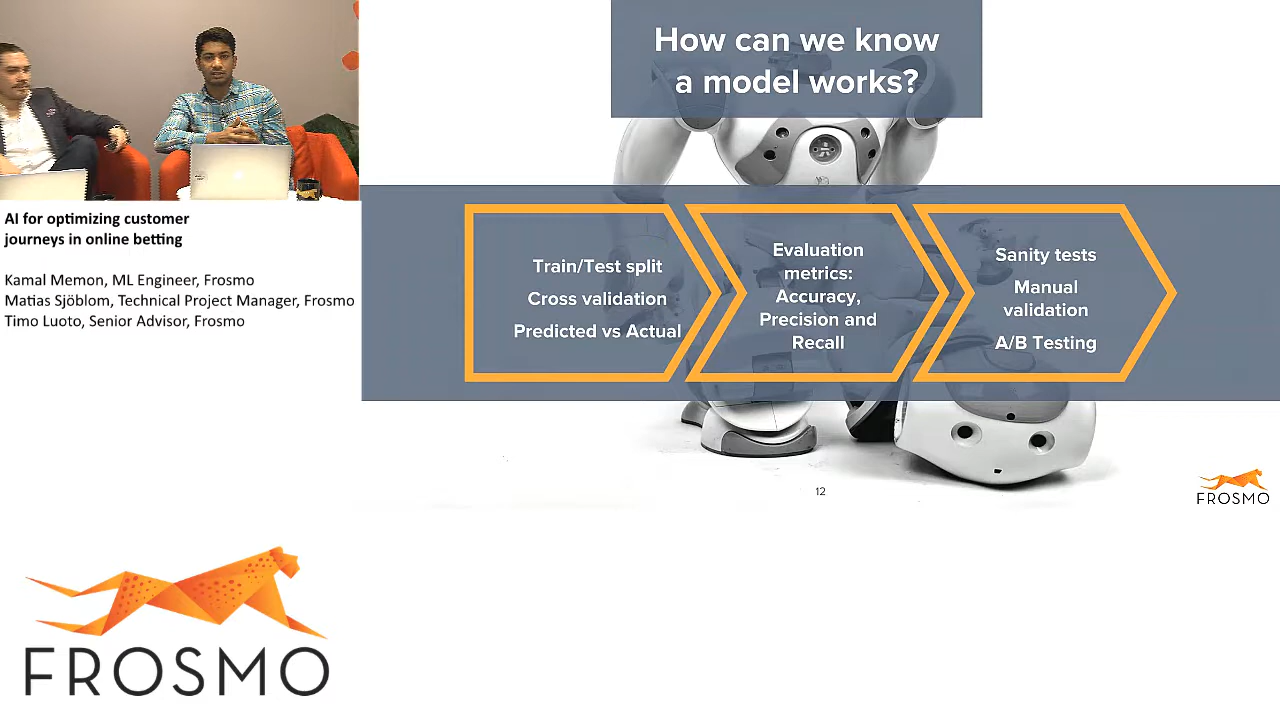 How can we know
a model works?
AI for optimizing customer
journeys in online betting
Kamal Memon, ML Engineer, Frosmo
Matias Sjöblom, Technical Project Manager, Frosmo
Timo Luoto, Senior Advisor, Frosmo
Train/Test split
Cross validation
Predicted vs Actual
Evaluation
metrics:
Accuracy,
Precision and
Recall
Sanity tests
Manual
validation
A/B Testing
12
FROSMO
FROSMO